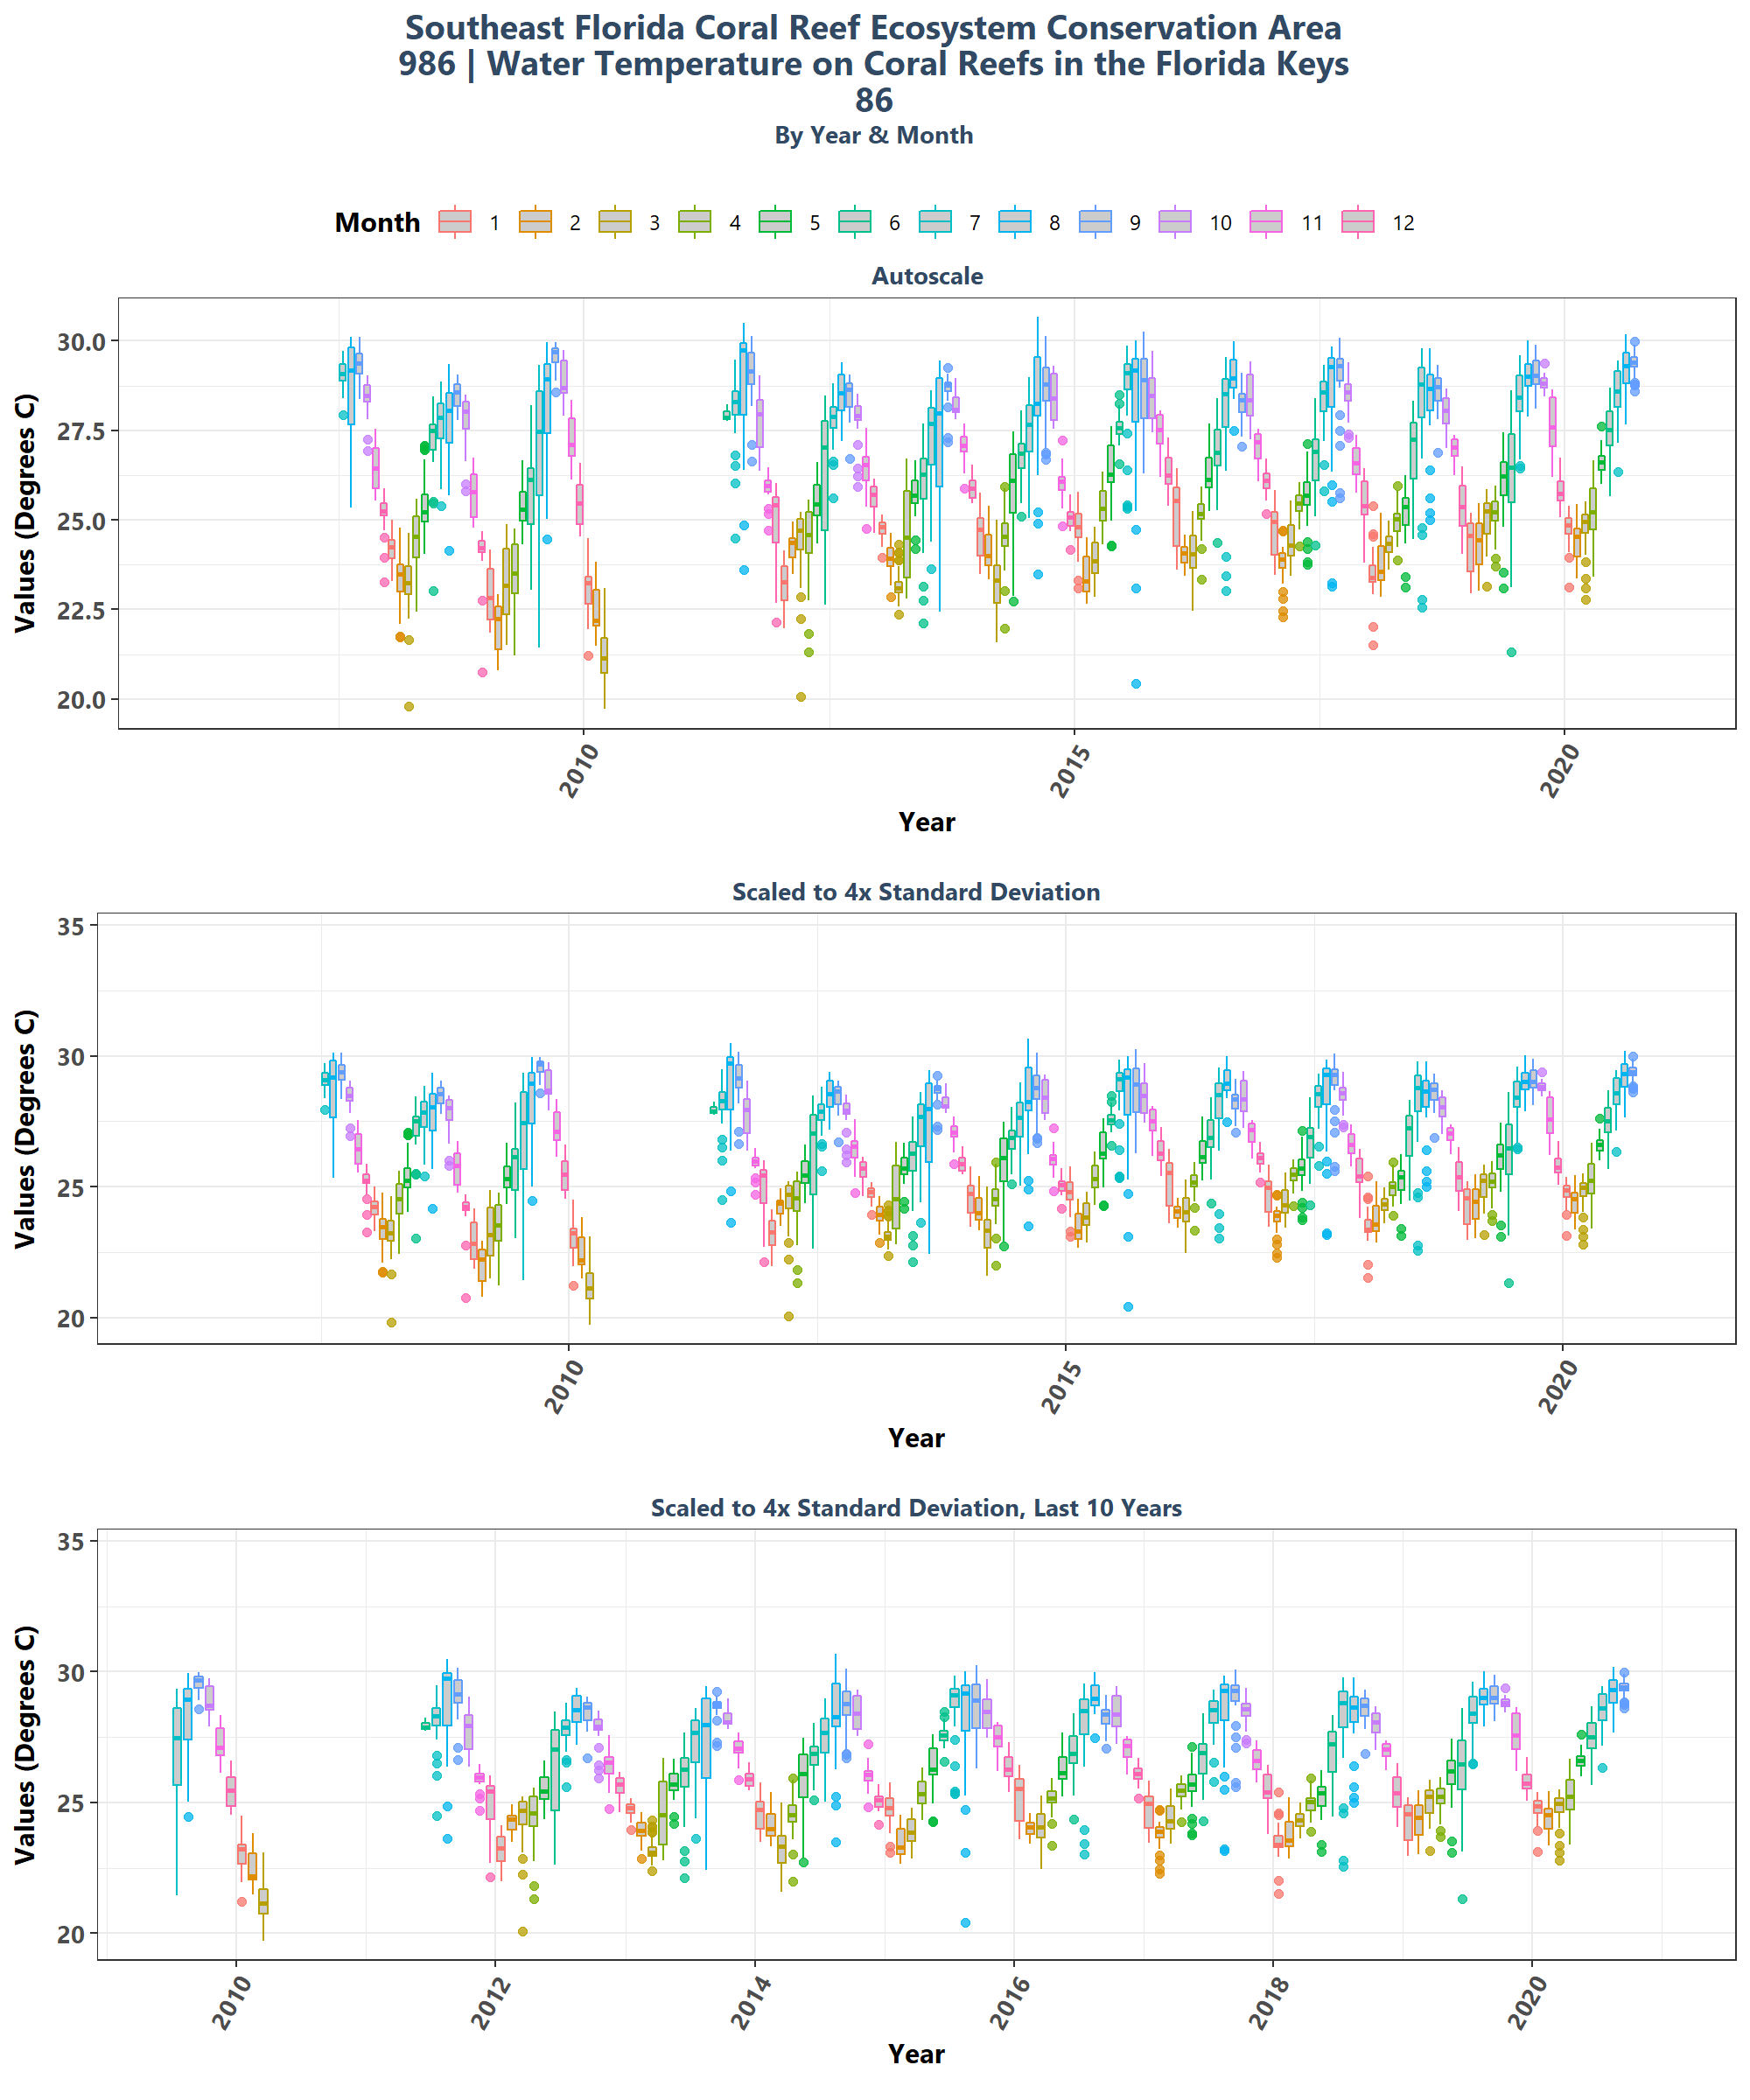 Southeast Florida Coral Reef Ecosystem Conservation Area
986 | Water Temperature on Coral Reefs in the Florida Keys
86
By Year & Month
Month 1 2 3 4 5 6 7 8 9 10 11 12
Autoscale
Values (Degrees C)
30.0
27.5
25.0
22.5
20.0
2010 2015 2020
Year
Scaled to 4x Standard Deviation
Values (Degrees C)
35
30
25
20
2010 2015 2020
Year
Scaled to 4x Standard Deviation, Last 10 Years
Values (Degrees C)
35
30
25
20
2010 2012 2014 2016 2018 2020
Year